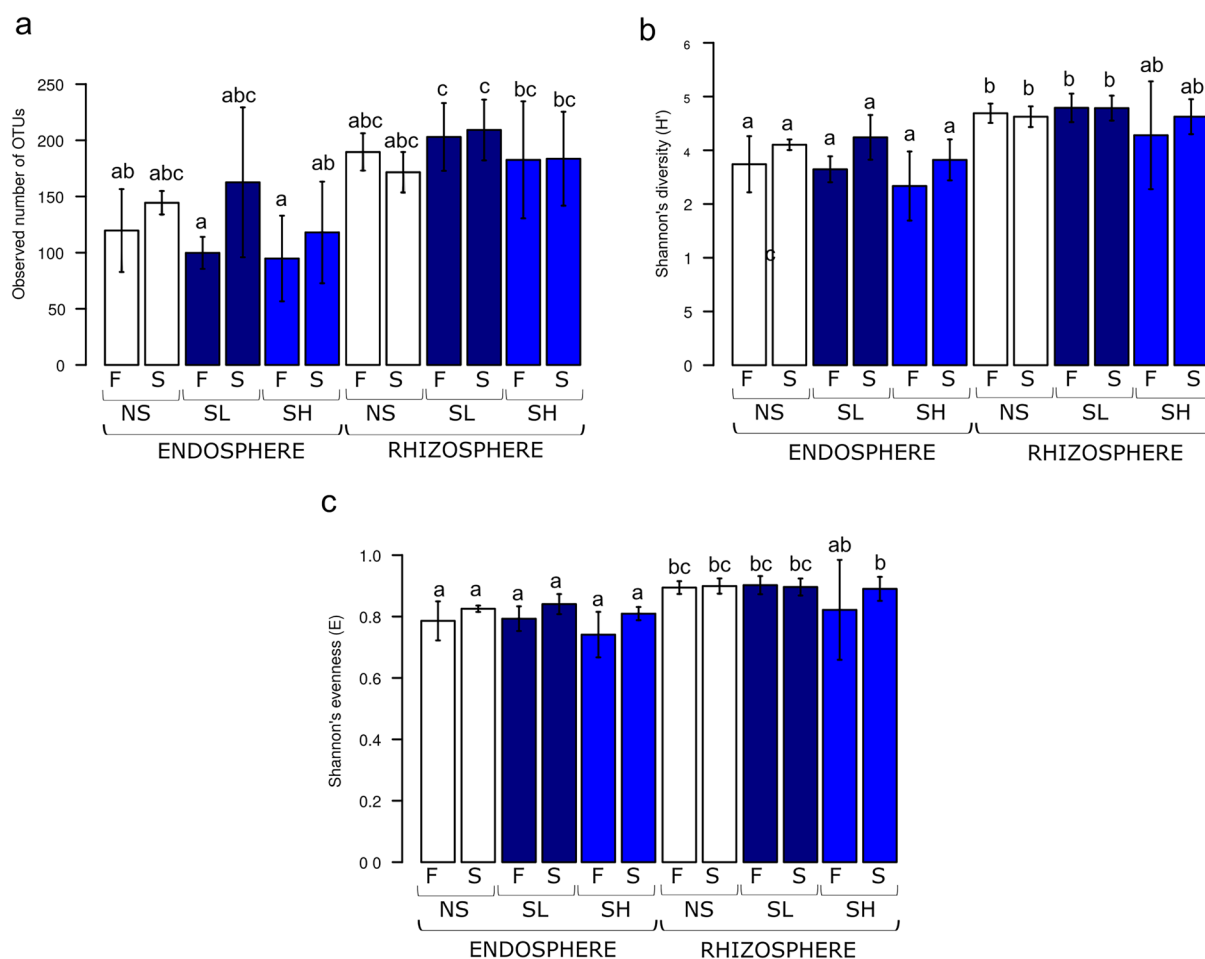 a
Observed number of OTUs
250
200
150
100
50
0
ab abc a abc a ab abc abc c c bc bc
F S F S F S F S F S F S
NS SL SH NS SL SH
ENDOSPHERE RHIZOSPHERE
b
Shannon's diversity (H')
6
5
4
2
1
5
0
a a a a a a b b b b ab ab
c
F S F S F S F S F S F S
NS SL SH NS SL SH
ENDOSPHERE RHIZOSPHERE
c
Shannon's evenness (E)
1.0
0.8
0.6
0.4
0.2
0 0
a a a a a a bc bc bc bc ab b
F S F S F S F S F S F S
NS SL SH NS SL SH
ENDOSPHERE RHIZOSPHERE